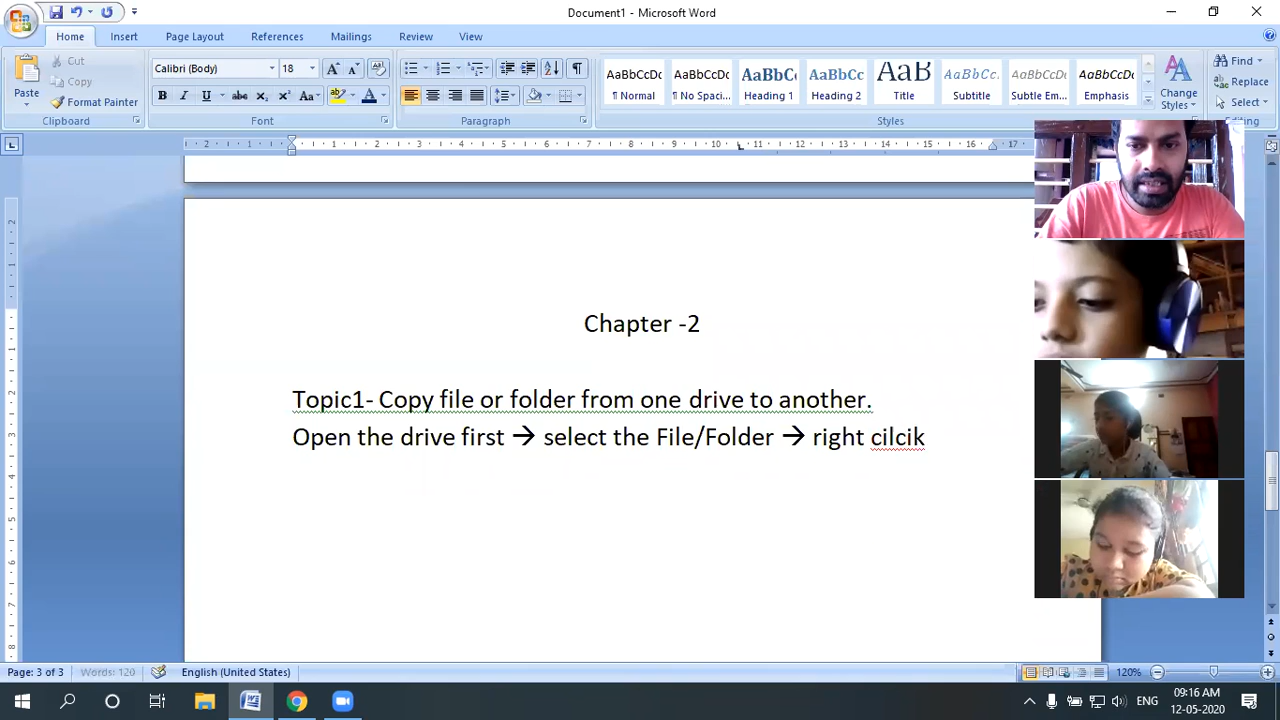 Document1 - Microsoft Word
Home Insert Page Layout References Mailings Review View
Paste
Cut
Copy
Format Painter
Clipboard
Calibri (Body) 18
Font
Paragraph
AaBbCcDc AaBbCcDc AaBbC AaBbCc AaB AaBbCc. AaBbCcDc AaBbCcDc
¶ Normal ¶ No Spaci... Heading 1 Heading 2 Title Subtitle Subtle Em... Emphasis
Styles
Change Styles
Find
Replace
Select
Editing
Chapter -2
Topic1- Copy file or folder from one drive to another.
Open the drive first → select the File/Folder → right cilcik
Page: 3 of 3 Words: 120 English (United States) 120%
ENG
09:16 AM
12-05-2020